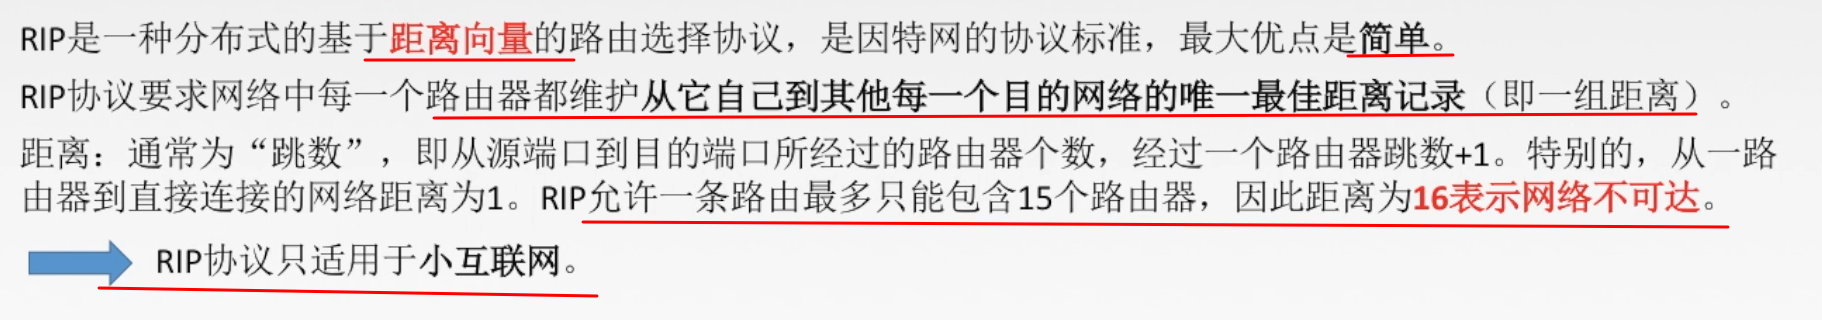 RIP是一种分布式的基于距离向量的路由选择协议，是因特网的协议标准，最大优点是简单。
RIP协议要求网络中每一个路由器都维护从它自己到其他每一个目的网络的唯一最佳距离记录（即一组距离）。
距离：通常为“跳数”，即从源端口到目的端口所经过的路由器个数，经过一个路由器跳数+1。特别的，从一路
由器到直接连接的网络距离为1。RIP允许一条路由最多只能包含15个路由器，因此距离为16表示网络不可达。
RIP协议只适用于小互联网。